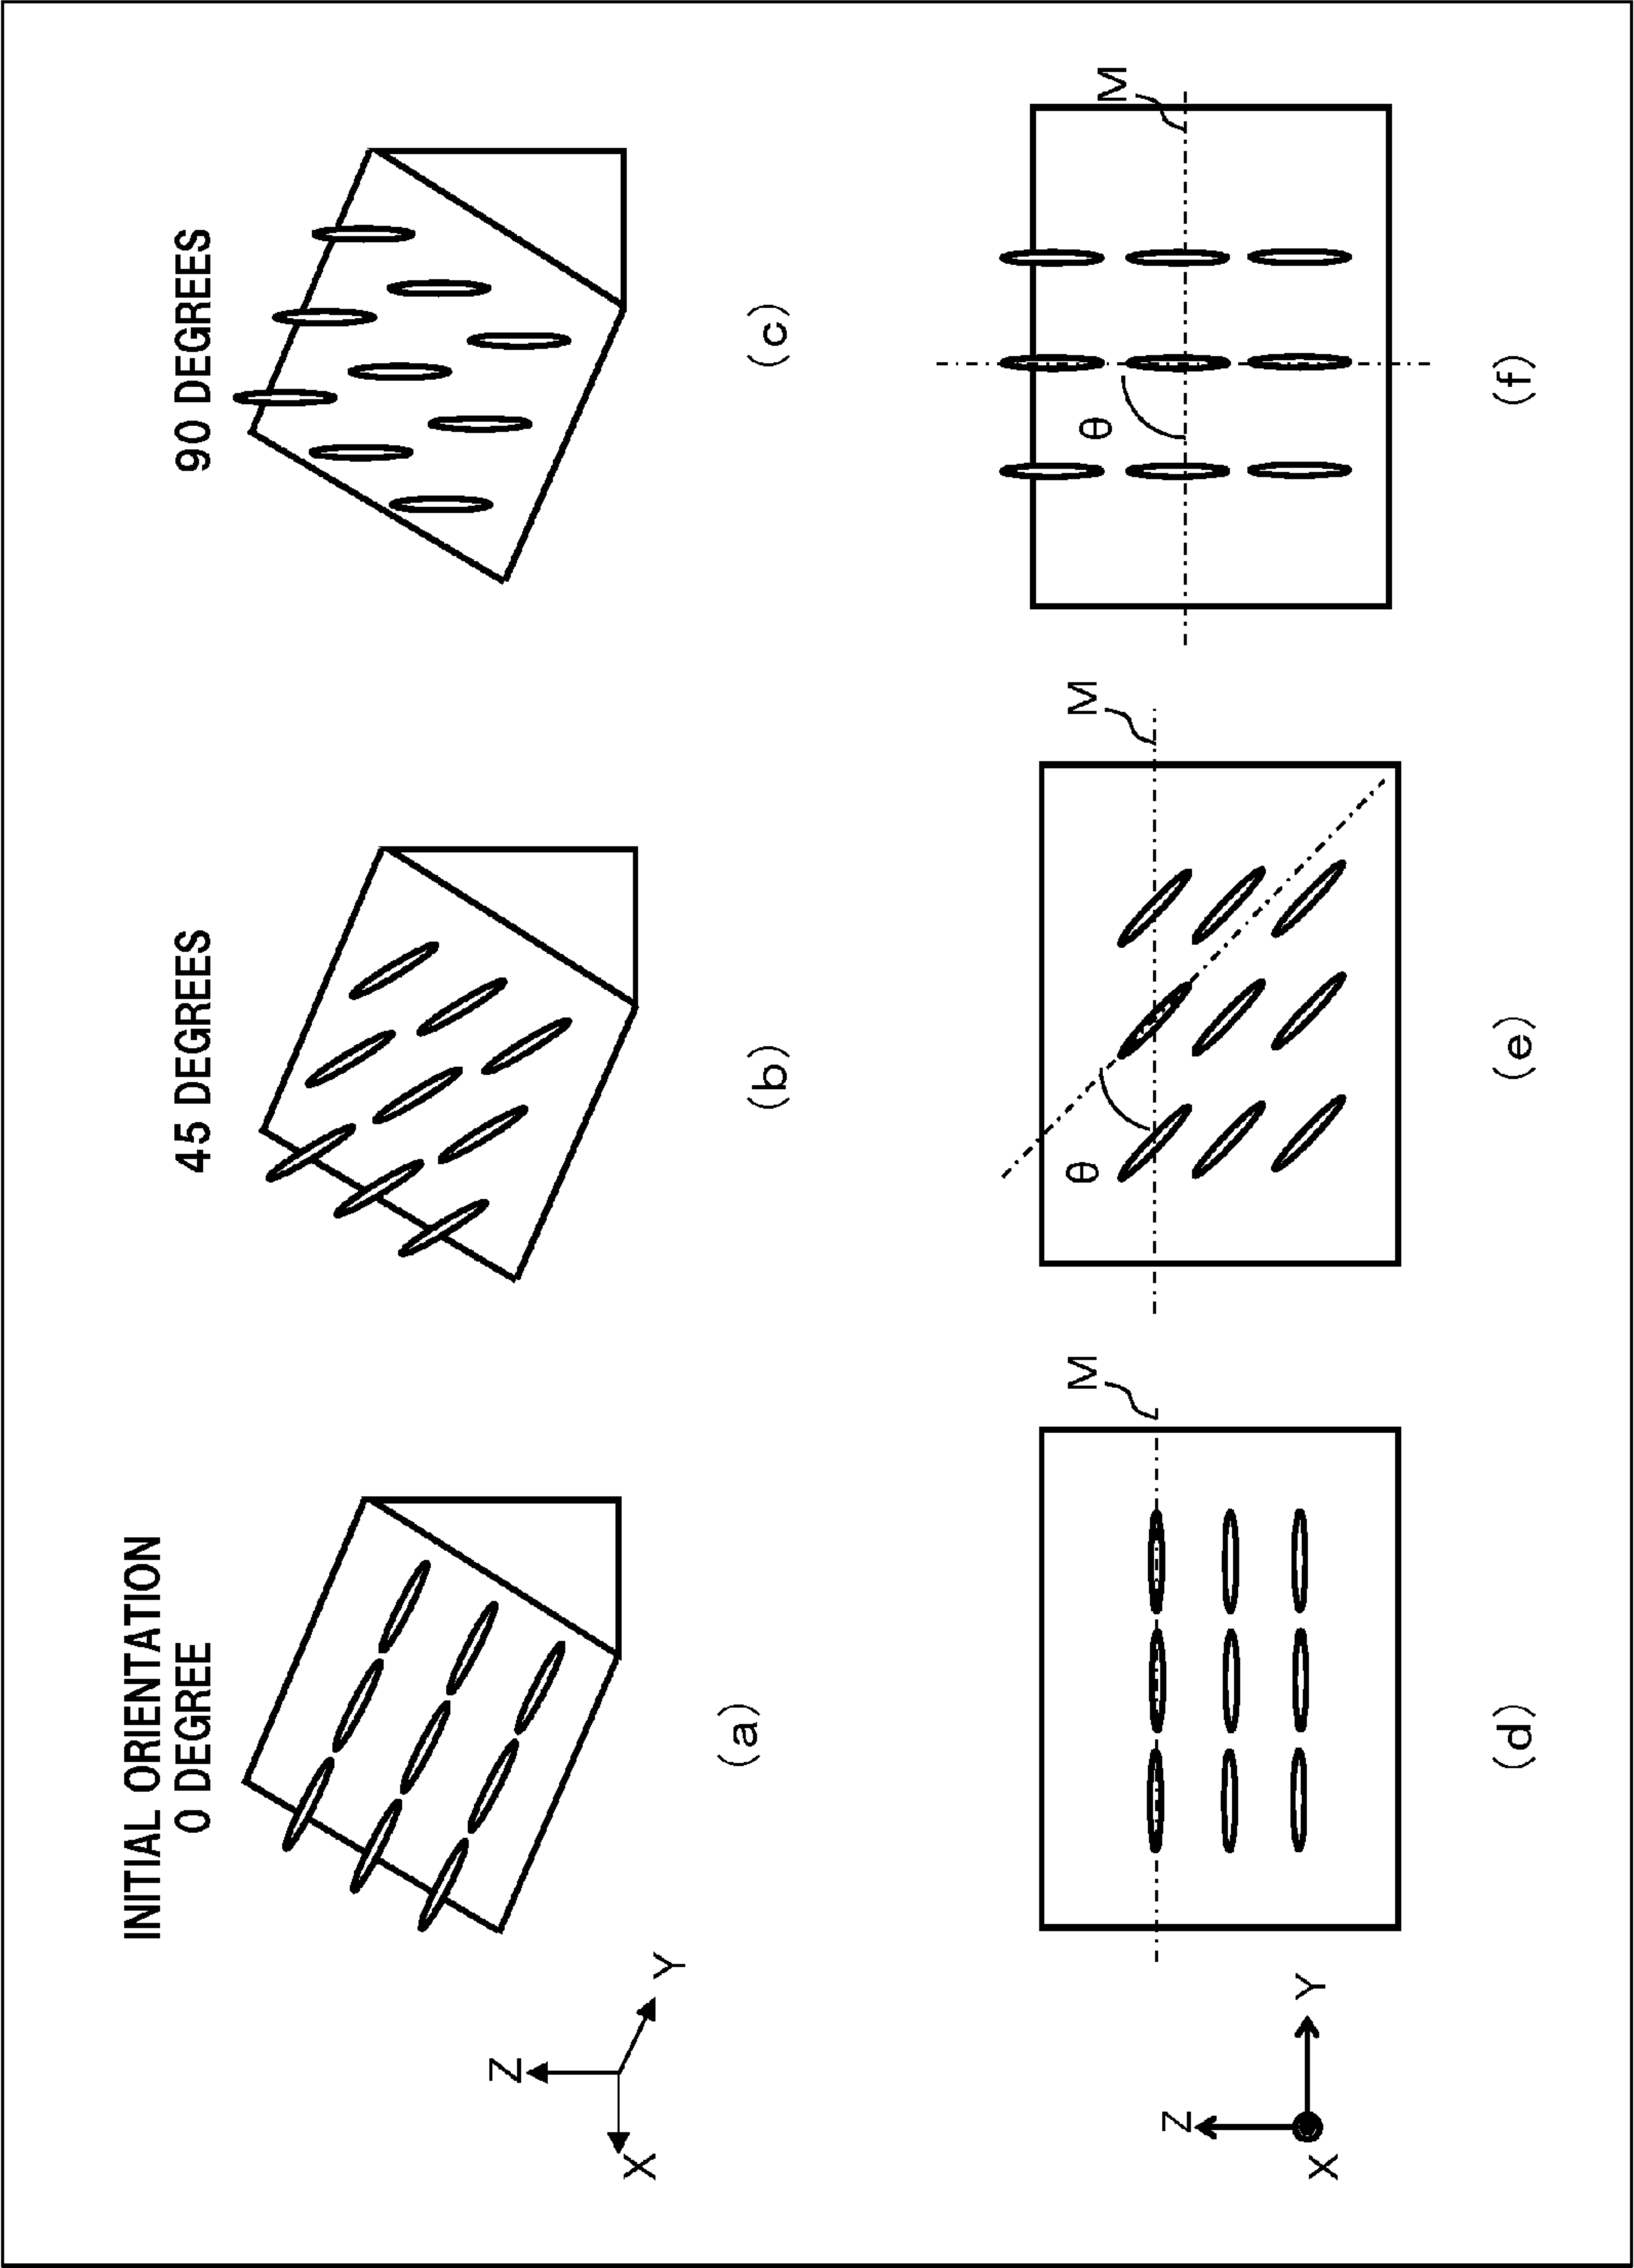 INITIAL ORIENTATION
0 DEGREE
45 DEGREES
90 DEGREES
Z
X
Y
(a)
(b)
(c)
M
M
M
θ
θ
Z
X
Y
(d)
(e)
(f)